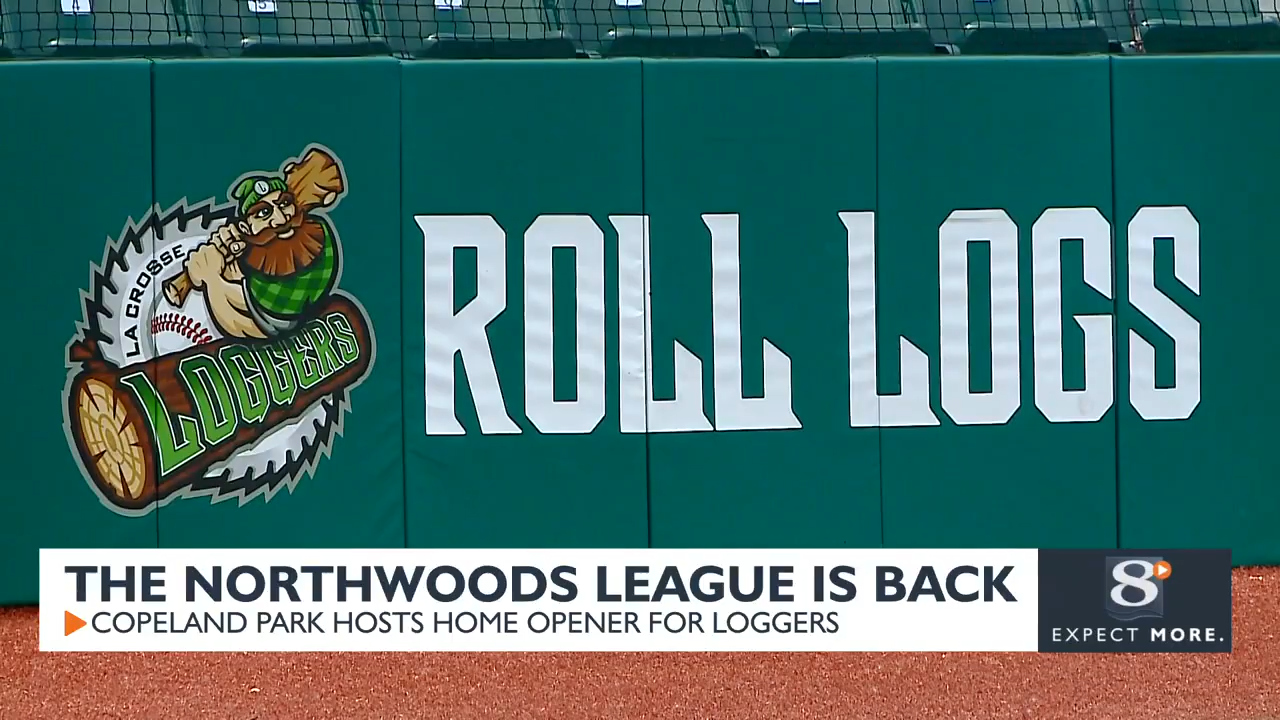 LA CROSSE
LOGGERS
ROLL LOGS
THE NORTHWOODS LEAGUE IS BACK
COPELAND PARK HOSTS HOME OPENER FOR LOGGERS
8
EXPECT MORE.